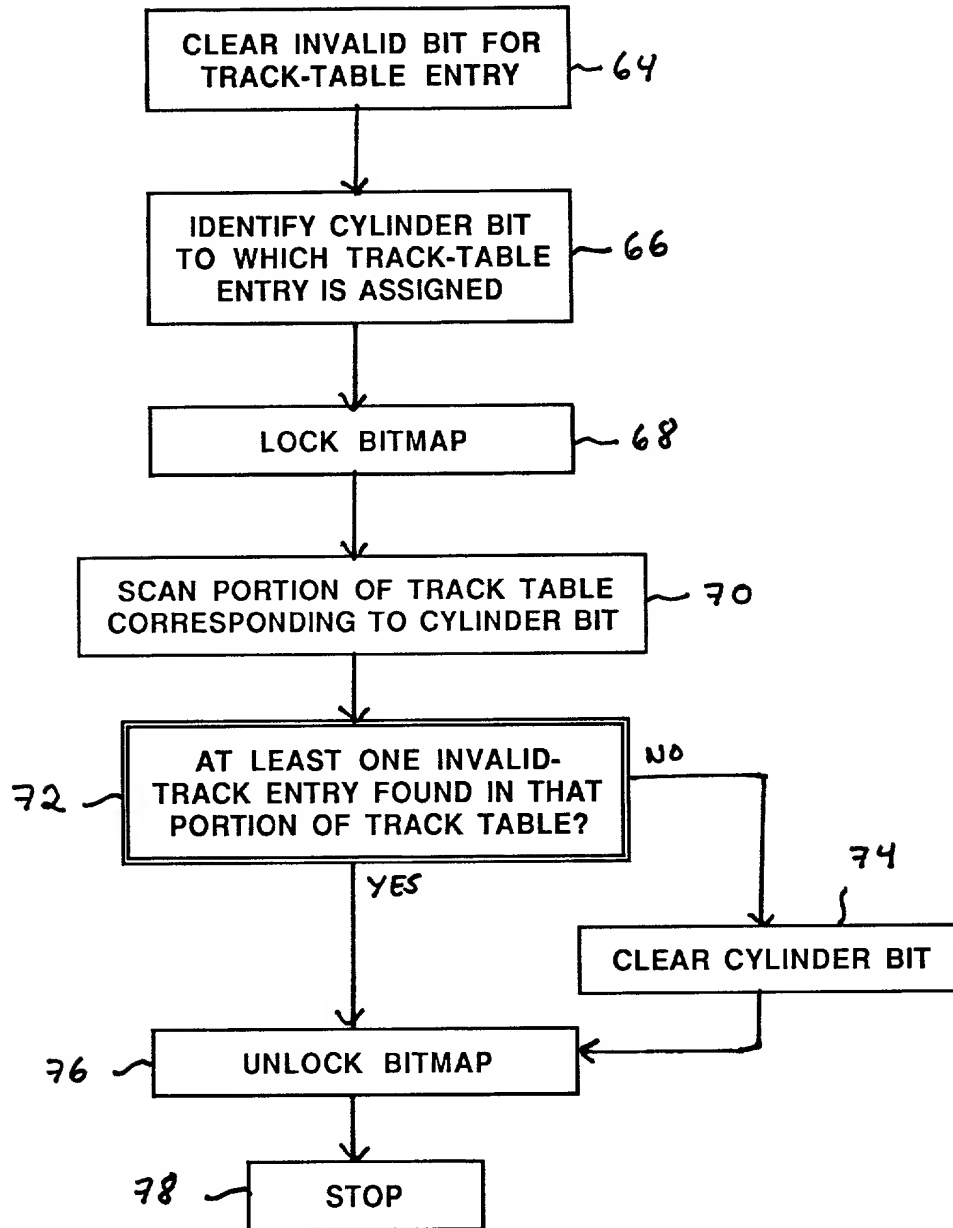 CLEAR INVALID BIT FOR
TRACK-TABLE ENTRY
64
IDENTIFY CYLINDER BIT
TO WHICH TRACK-TABLE
ENTRY IS ASSIGNED
66
LOCK BITMAP
68
SCAN PORTION OF TRACK TABLE
CORRESPONDING TO CYLINDER BIT
70
AT LEAST ONE INVALID-
TRACK ENTRY FOUND IN THAT
PORTION OF TRACK TABLE?
72
NO
YES
74
CLEAR CYLINDER BIT
UNLOCK BITMAP
76
STOP
78